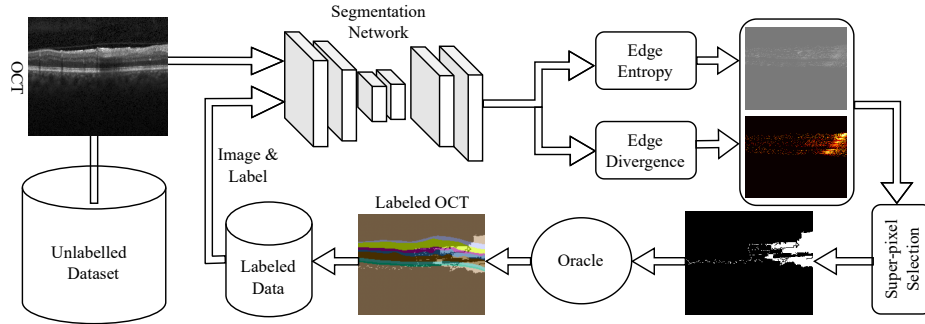 Segmentation
Network
OCT
Edge
Entropy
Edge
Divergence
Image &
Label
Unlabelled
Dataset
Labeled
Data
Labeled OCT
Oracle
Super-pixel
Selection